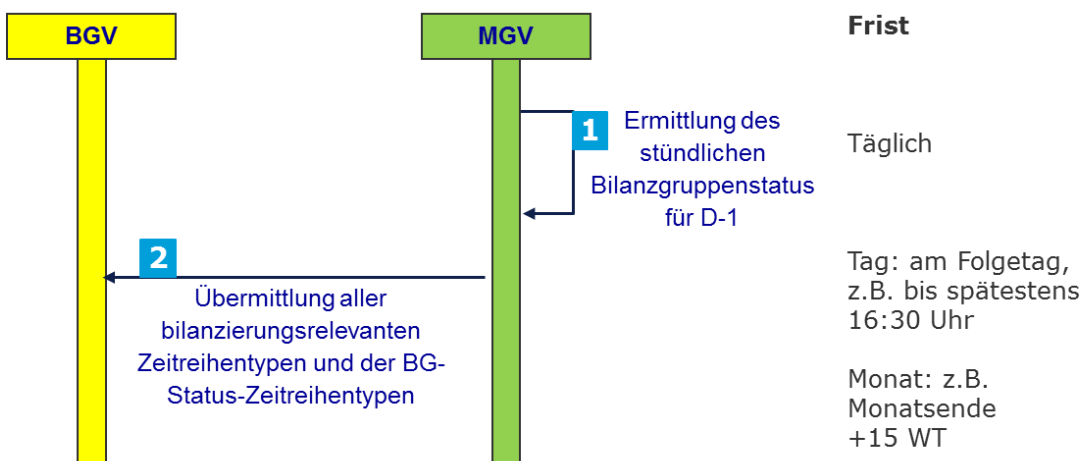 BGV
MGV
Frist
1
Ermittlung des
stündlichen
Bilanzgruppenstatus
für D-1
Täglich
2
Übermittlung aller
bilanzierungsrelevanten
Zeitreihentypen und der BG-
Status-Zeitreihentypen
Tag: am Folgetag,
z.B. bis spätestens
16:30 Uhr
Monat: z.B.
Monatsende
+15 WT